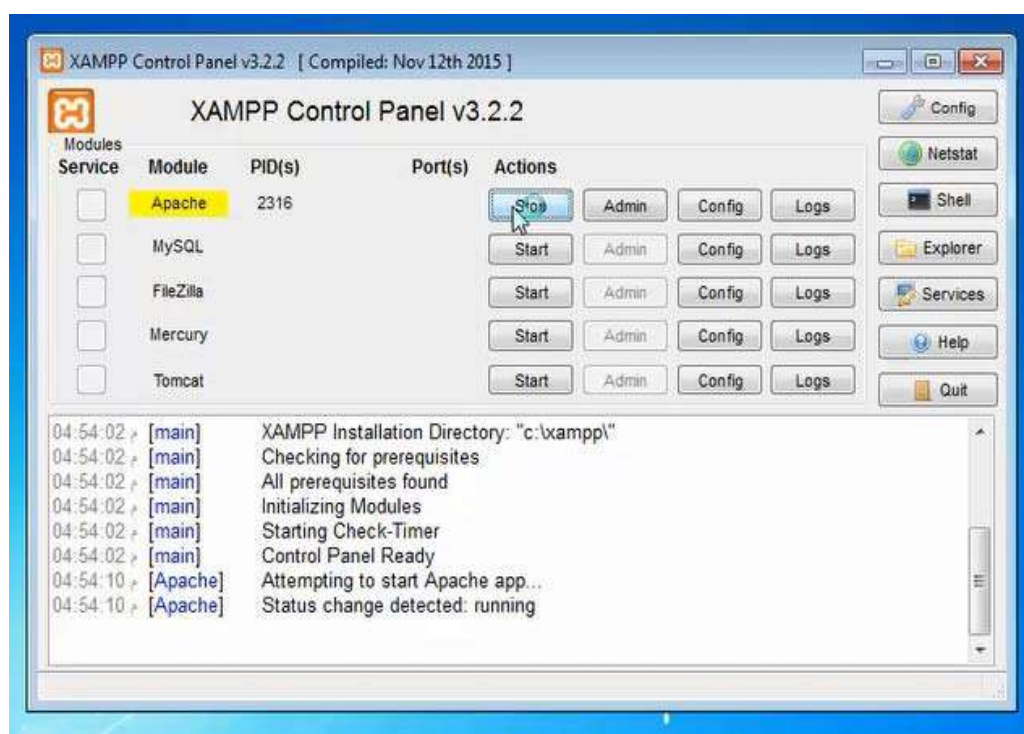 XAMPP Control Panel v3.2.2 [ Compiled: Nov 12th 2015 ]
XAMPP Control Panel v3.2.2
Config
Modules
Service Module PID(s) Port(s) Actions
Netstat
Apache 2316 Stop Admin Config Logs
Shell
MySQL Start Admin Config Logs
Explorer
FileZilla Start Admin Config Logs
Services
Mercury Start Admin Config Logs
Help
Tomcat Start Admin Config Logs
Quit
04:54:02 م [main] XAMPP Installation Directory: "c:\xampp\"
04:54:02 م [main] Checking for prerequisites
04:54:02 م [main] All prerequisites found
04:54:02 م [main] Initializing Modules
04:54:02 م [main] Starting Check-Timer
04:54:02 م [main] Control Panel Ready
04:54:10 م [Apache] Attempting to start Apache app...
04:54:10 م [Apache] Status change detected: running